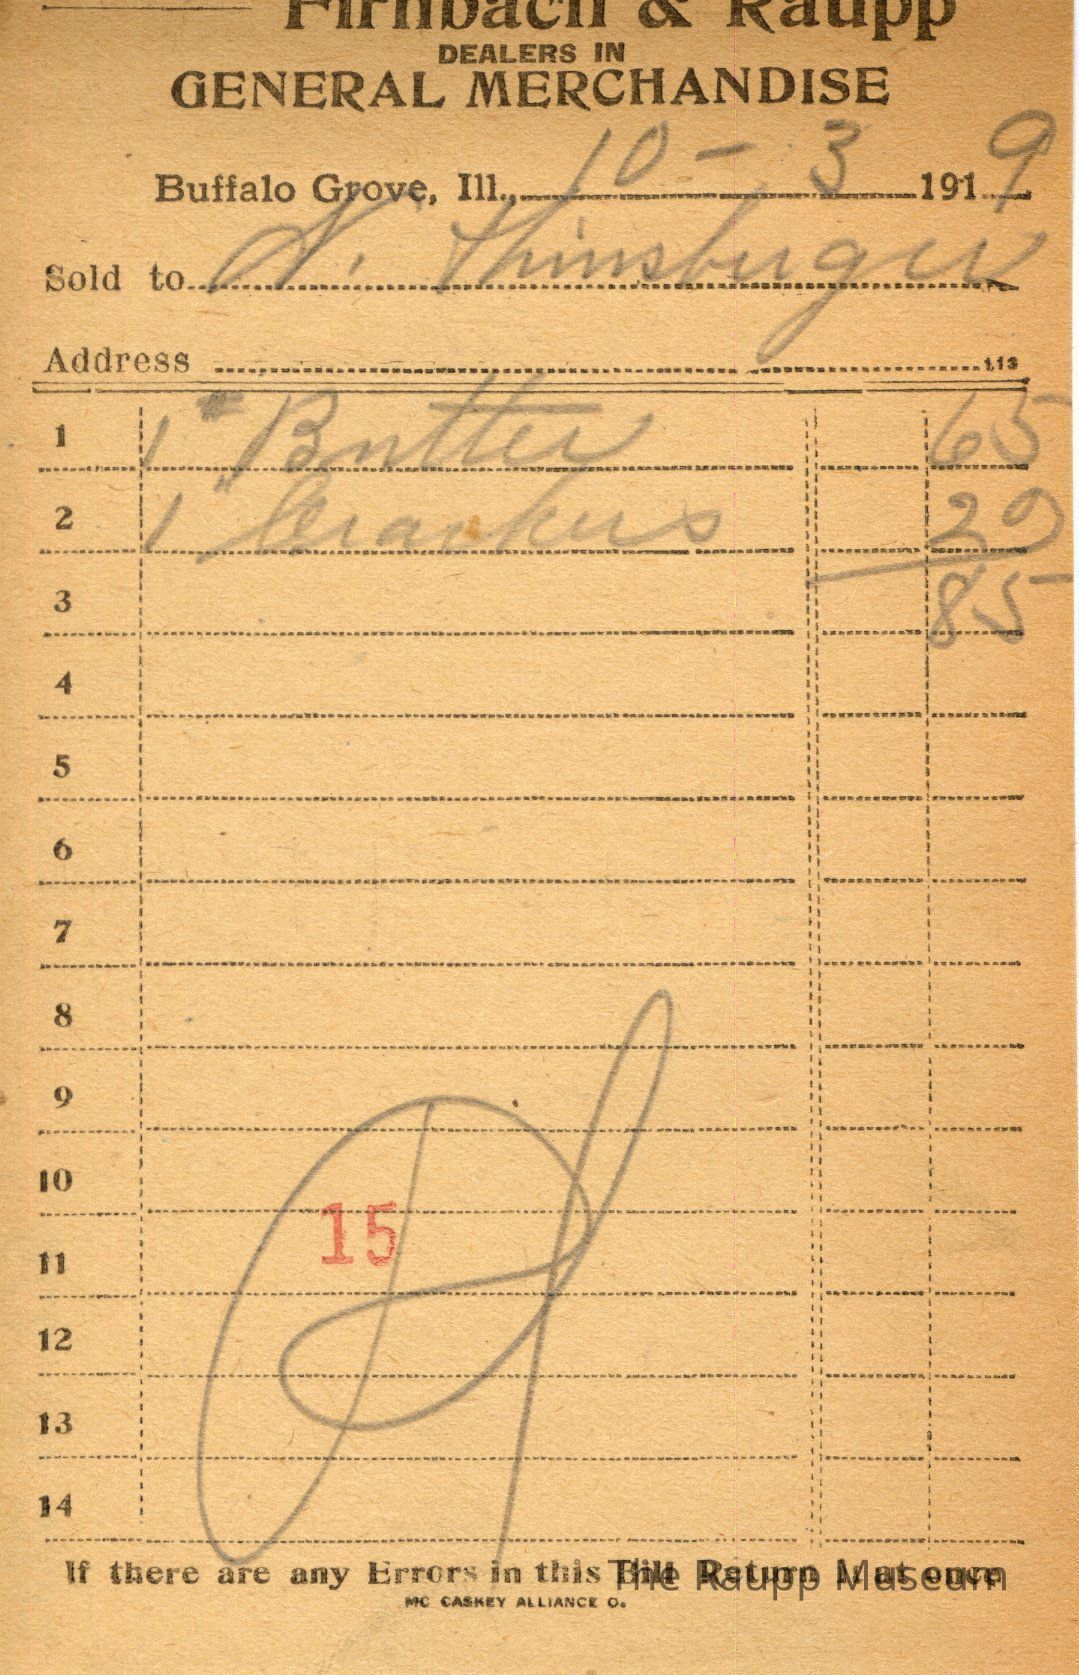 Firnbach & Raupp
DEALERS IN
GENERAL MERCHANDISE
Buffalo Grove, Ill., 10 - 3 1919
Sold to
Address 113
1 1 # Butter 65
2 1 " Crackers 20
3 85
4
5
6
7
8
9
10
15
11
12
13
14
If there are any Errors in this Bill Return it at once
The Raupp Museum
MC CASKEY ALLIANCE O.